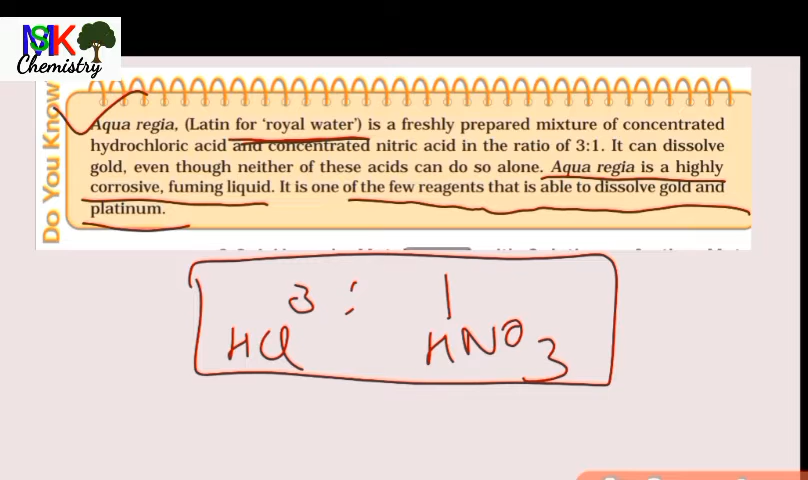 MSK
Chemistry
Do You Know
Aqua regia, (Latin for 'royal water') is a freshly prepared mixture of concentrated
hydrochloric acid and concentrated nitric acid in the ratio of 3:1. It can dissolve
gold, even though neither of these acids can do so alone. Aqua regia is a highly
corrosive, fuming liquid. It is one of the few reagents that is able to dissolve gold and
platinum.
3 : 1
HCl HNO3